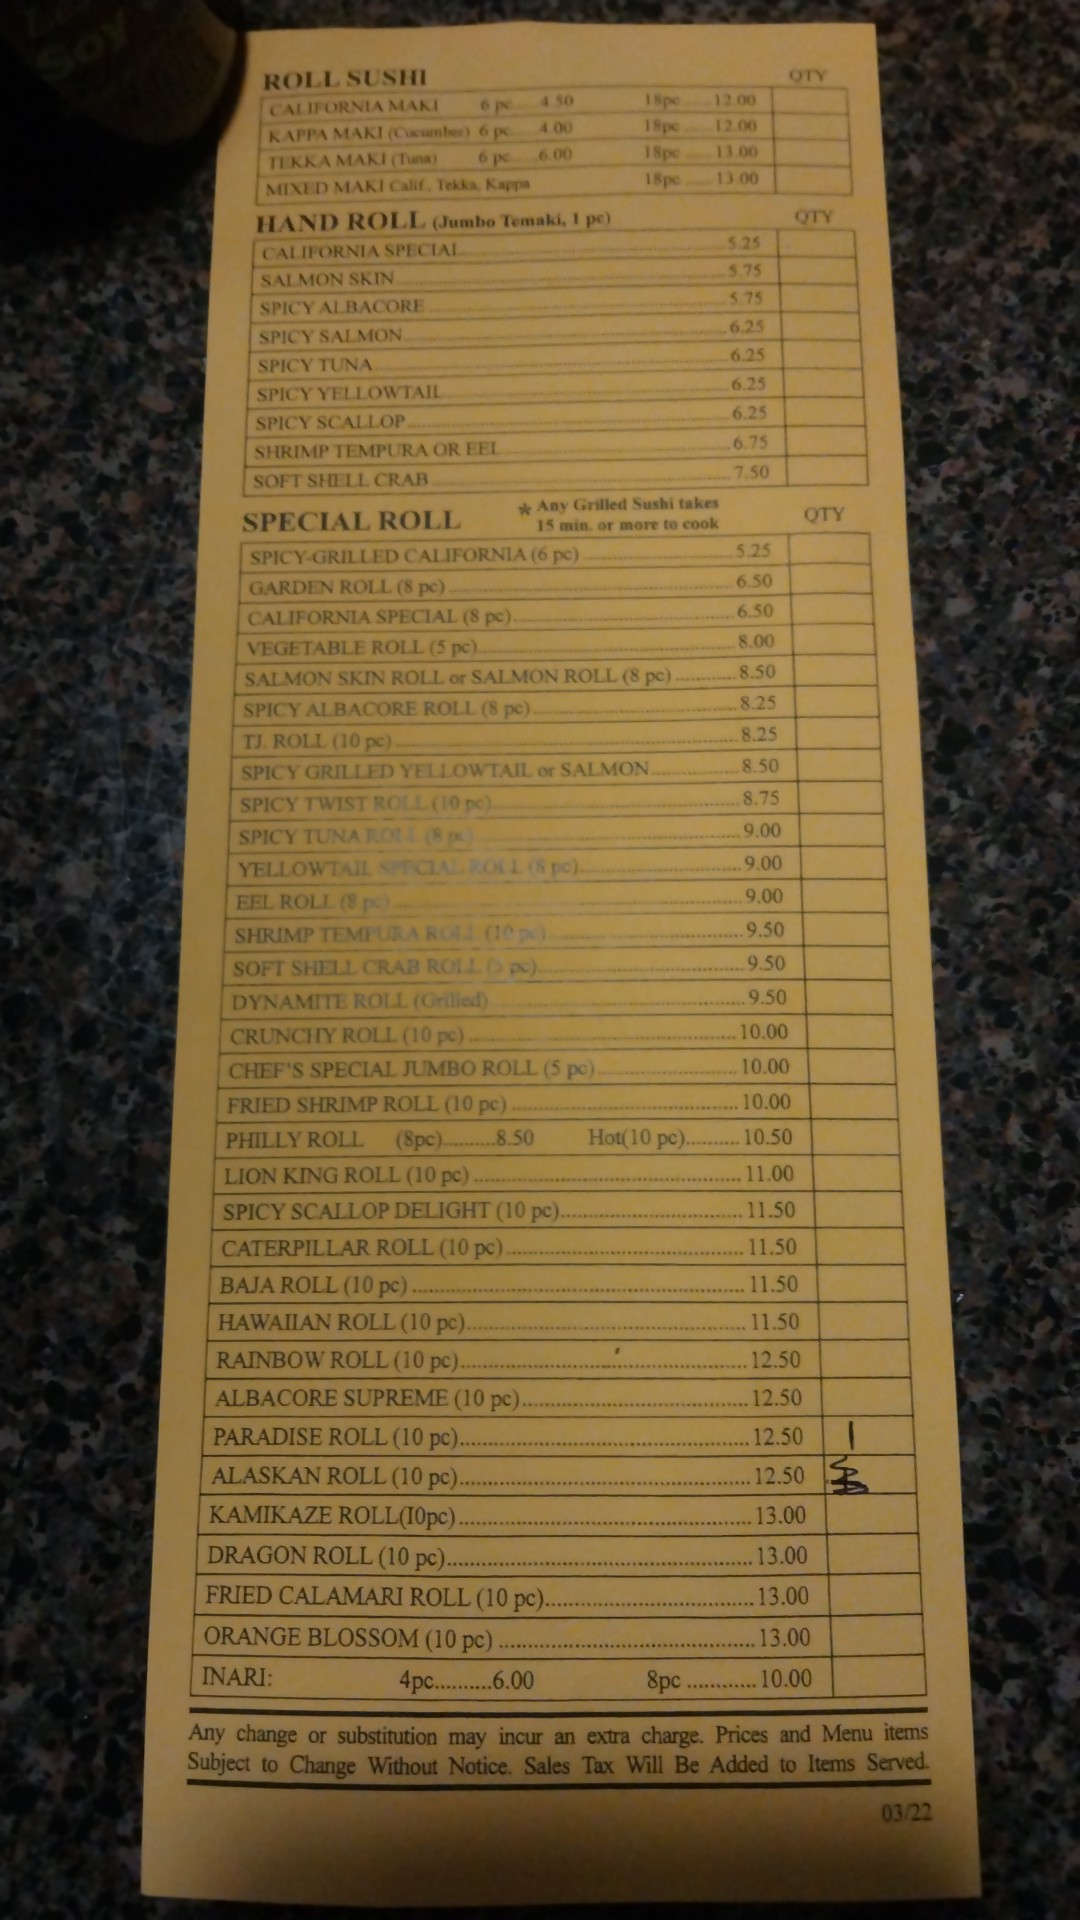 Soy
ROLL SUSHI QTY
CALIFORNIA MAKI 6 pc 4.50 18pc 12.00
KAPPA MAKI (Cucumber) 6 pc 4.00 18pc 12.00
TEKKA MAKI (Tuna) 6 pc 6.00 18pc 13.00
MIXED MAKI Calif., Tekka, Kappa 18pc 13.00
HAND ROLL (Jumbo Temaki, 1 pc) QTY
CALIFORNIA SPECIAL 5.25
SALMON SKIN 5.75
SPICY ALBACORE 5.75
SPICY SALMON 6.25
SPICY TUNA 6.25
SPICY YELLOWTAIL 6.25
SPICY SCALLOP 6.25
SHRIMP TEMPURA OR EEL 6.75
SOFT SHELL CRAB 7.50
SPECIAL ROLL * Any Grilled Sushi takes QTY
15 min. or more to cook
SPICY-GRILLED CALIFORNIA (6 pc) 5.25
GARDEN ROLL (8 pc) 6.50
CALIFORNIA SPECIAL (8 pc) 6.50
VEGETABLE ROLL (5 pc) 8.00
SALMON SKIN ROLL or SALMON ROLL (8 pc) 8.50
SPICY ALBACORE ROLL (8 pc) 8.25
TJ. ROLL (10 pc) 8.25
SPICY GRILLED YELLOWTAIL or SALMON 8.50
SPICY TWIST ROLL (10 pc) 8.75
SPICY TUNA ROLL (8 pc) 9.00
YELLOWTAIL SPECIAL ROLL (8 pc) 9.00
EEL ROLL (8 pc) 9.00
SHRIMP TEMPURA ROLL (10 pc) 9.50
SOFT SHELL CRAB ROLL (5 pc) 9.50
DYNAMITE ROLL (Grilled) 9.50
CRUNCHY ROLL (10 pc) 10.00
CHEF'S SPECIAL JUMBO ROLL (5 pc) 10.00
FRIED SHRIMP ROLL (10 pc) 10.00
PHILLY ROLL (8pc) 8.50 Hot(10 pc) 10.50
LION KING ROLL (10 pc) 11.00
SPICY SCALLOP DELIGHT (10 pc) 11.50
CATERPILLAR ROLL (10 pc) 11.50
BAJA ROLL (10 pc) 11.50
HAWAIIAN ROLL (10 pc) 11.50
RAINBOW ROLL (10 pc) 12.50
ALBACORE SUPREME (10 pc) 12.50
PARADISE ROLL (10 pc) 12.50 1
ALASKAN ROLL (10 pc) 12.50
KAMIKAZE ROLL(10pc) 13.00
DRAGON ROLL (10 pc) 13.00
FRIED CALAMARI ROLL (10 pc) 13.00
ORANGE BLOSSOM (10 pc) 13.00
INARI: 4pc 6.00 8pc 10.00
Any change or substitution may incur an extra charge. Prices and Menu items
Subject to Change Without Notice. Sales Tax Will Be Added to Items Served.
03/22